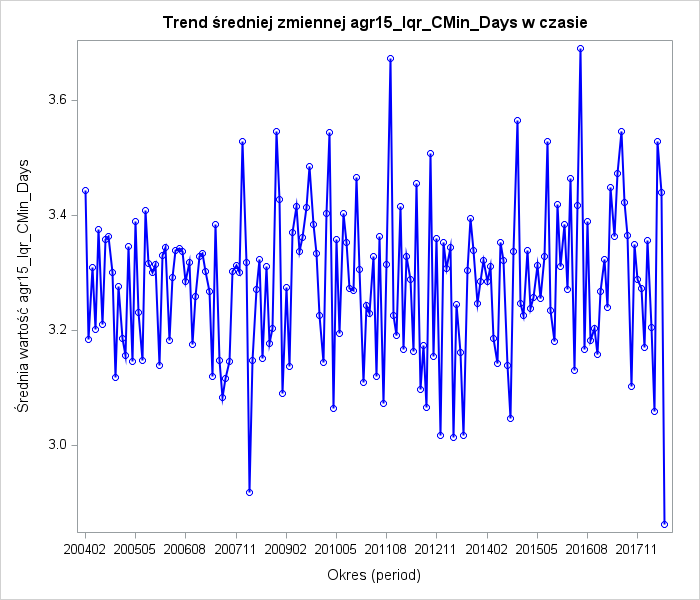 Trend średniej zmiennej agr15_Iqr_CMin_Days w czasie
Średnia wartość agr15_Iqr_CMin_Days
3.6
3.4
3.2
3.0
200402 200505 200608 200711 200902 201005 201108 201211 201402 201505 201608 201711
Okres (period)